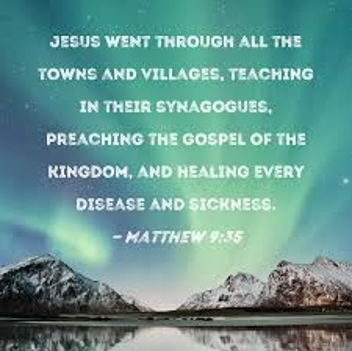 JESUS WENT THROUGH ALL THE
TOWNS AND VILLAGES, TEACHING
IN THEIR SYNAGOGUES,
PREACHING THE GOSPEL OF THE
KINGDOM, AND HEALING EVERY
DISEASE AND SICKNESS.
– MATTHEW 9:35